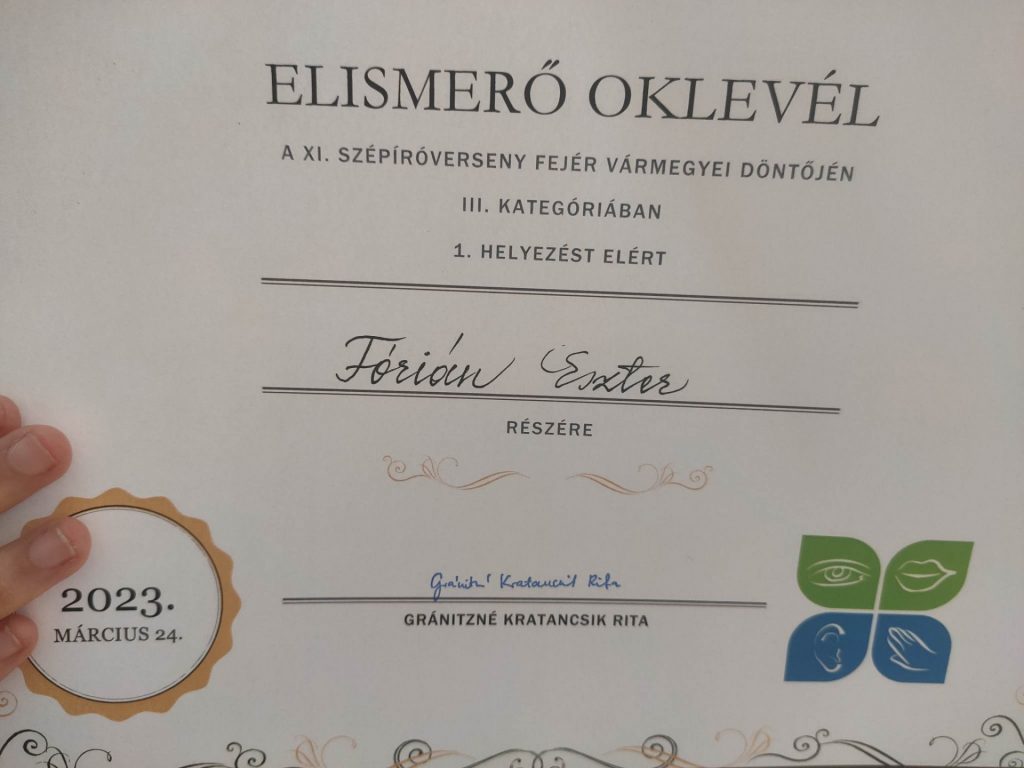 ELISMERŐ OKLEVÉL
A XI. SZÉPÍRÓVERSENY FEJÉR VÁRMEGYEI DÖNTŐJÉN
III. KATEGÓRIÁBAN
1. HELYEZÉST ELÉRT
Fórián Eszter
RÉSZÉRE
Gránitzné Kratancsik Rita
GRÁNITZNÉ KRATANCSIK RITA
2023.
MÁRCIUS 24.